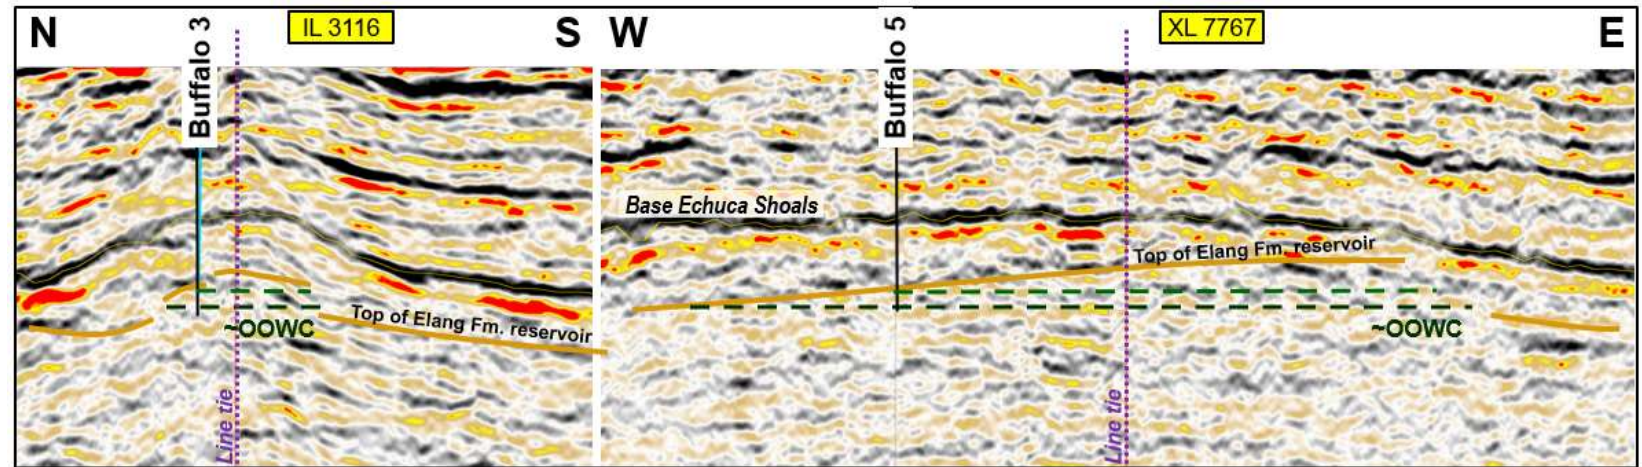 N
Buffalo 3
IL 3116
S
W
Buffalo 5
XL 7767
E
Base Echuca Shoals
Top of Elang Fm. reservoir
Top of Elang Fm. reservoir
~OOWC
~OOWC
Line tie
Line tie